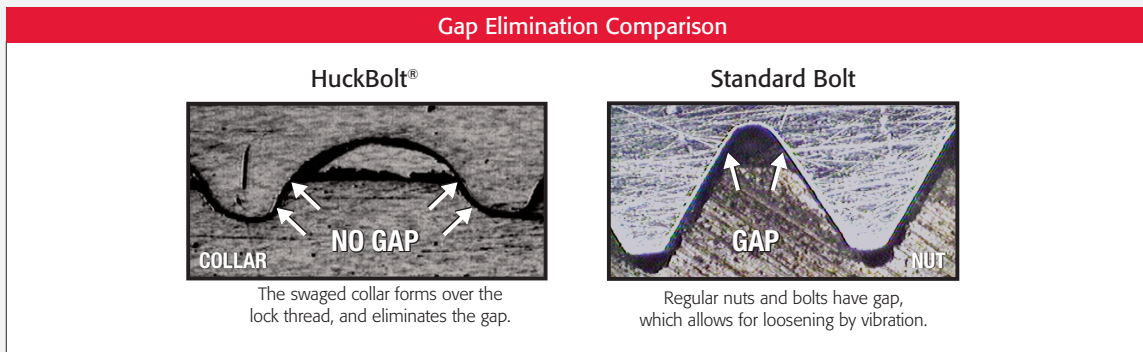 Gap Elimination Comparison
HuckBolt®
NO GAP
COLLAR
The swaged collar forms over the
lock thread, and eliminates the gap.
Standard Bolt
GAP
NUT
Regular nuts and bolts have gap,
which allows for loosening by vibration.